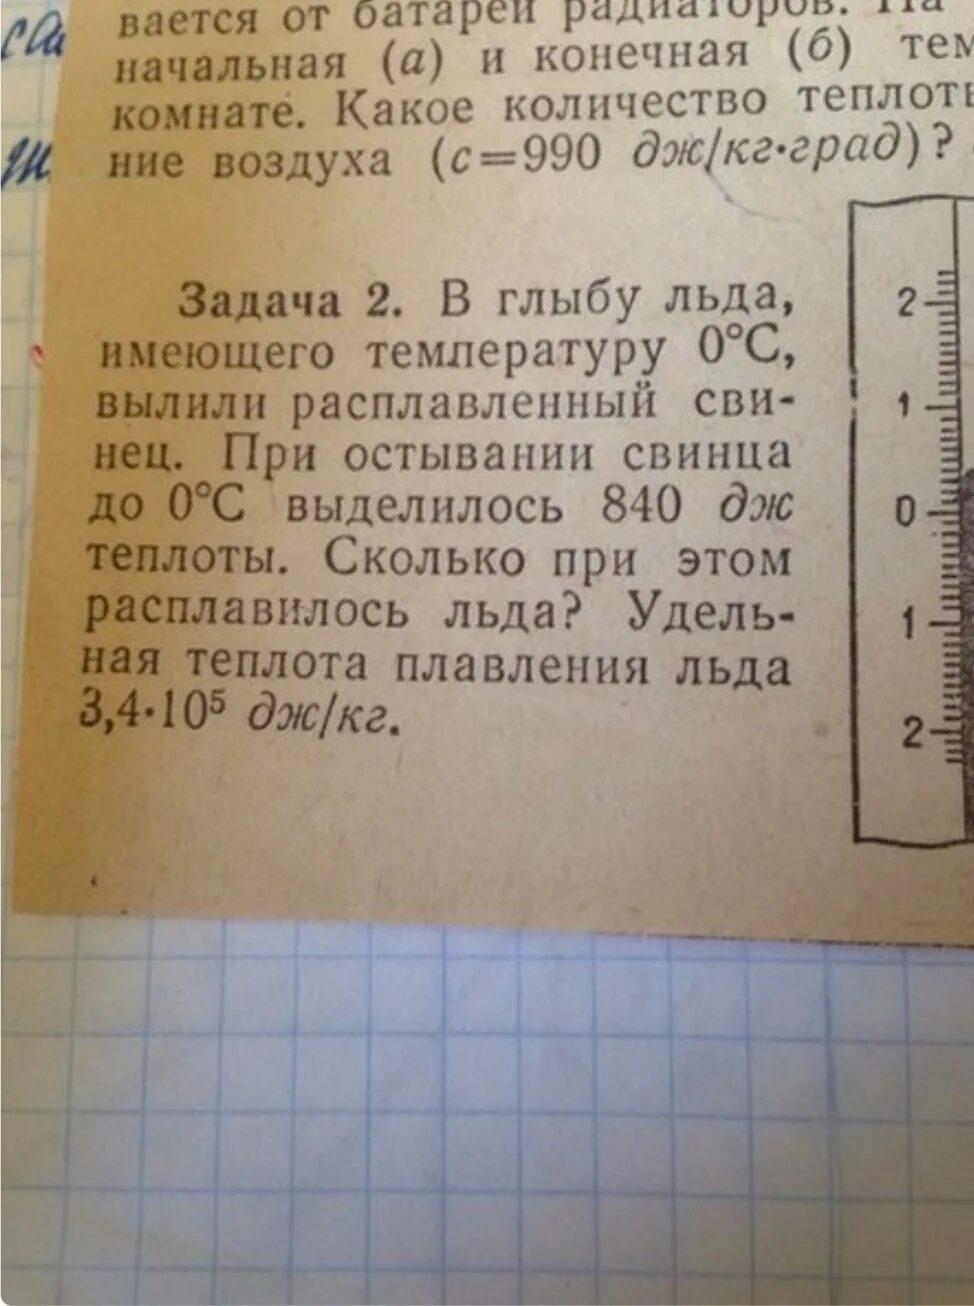 вается от батарей радиаторов. На
начальная (а) и конечная (б) тем
комнате. Какое количество теплоты
ние воздуха (с=990 дж/кг·град)?
Задача 2. В глыбу льда,
имеющего температуру 0°С,
вылили расплавленный сви-
нец. При остывании свинца
до 0°С выделилось 840 дж
теплоты. Сколько при этом
расплавилось льда? Удель-
ная теплота плавления льда
3,4·10⁵ дж/кг.
2
1
0
1
2